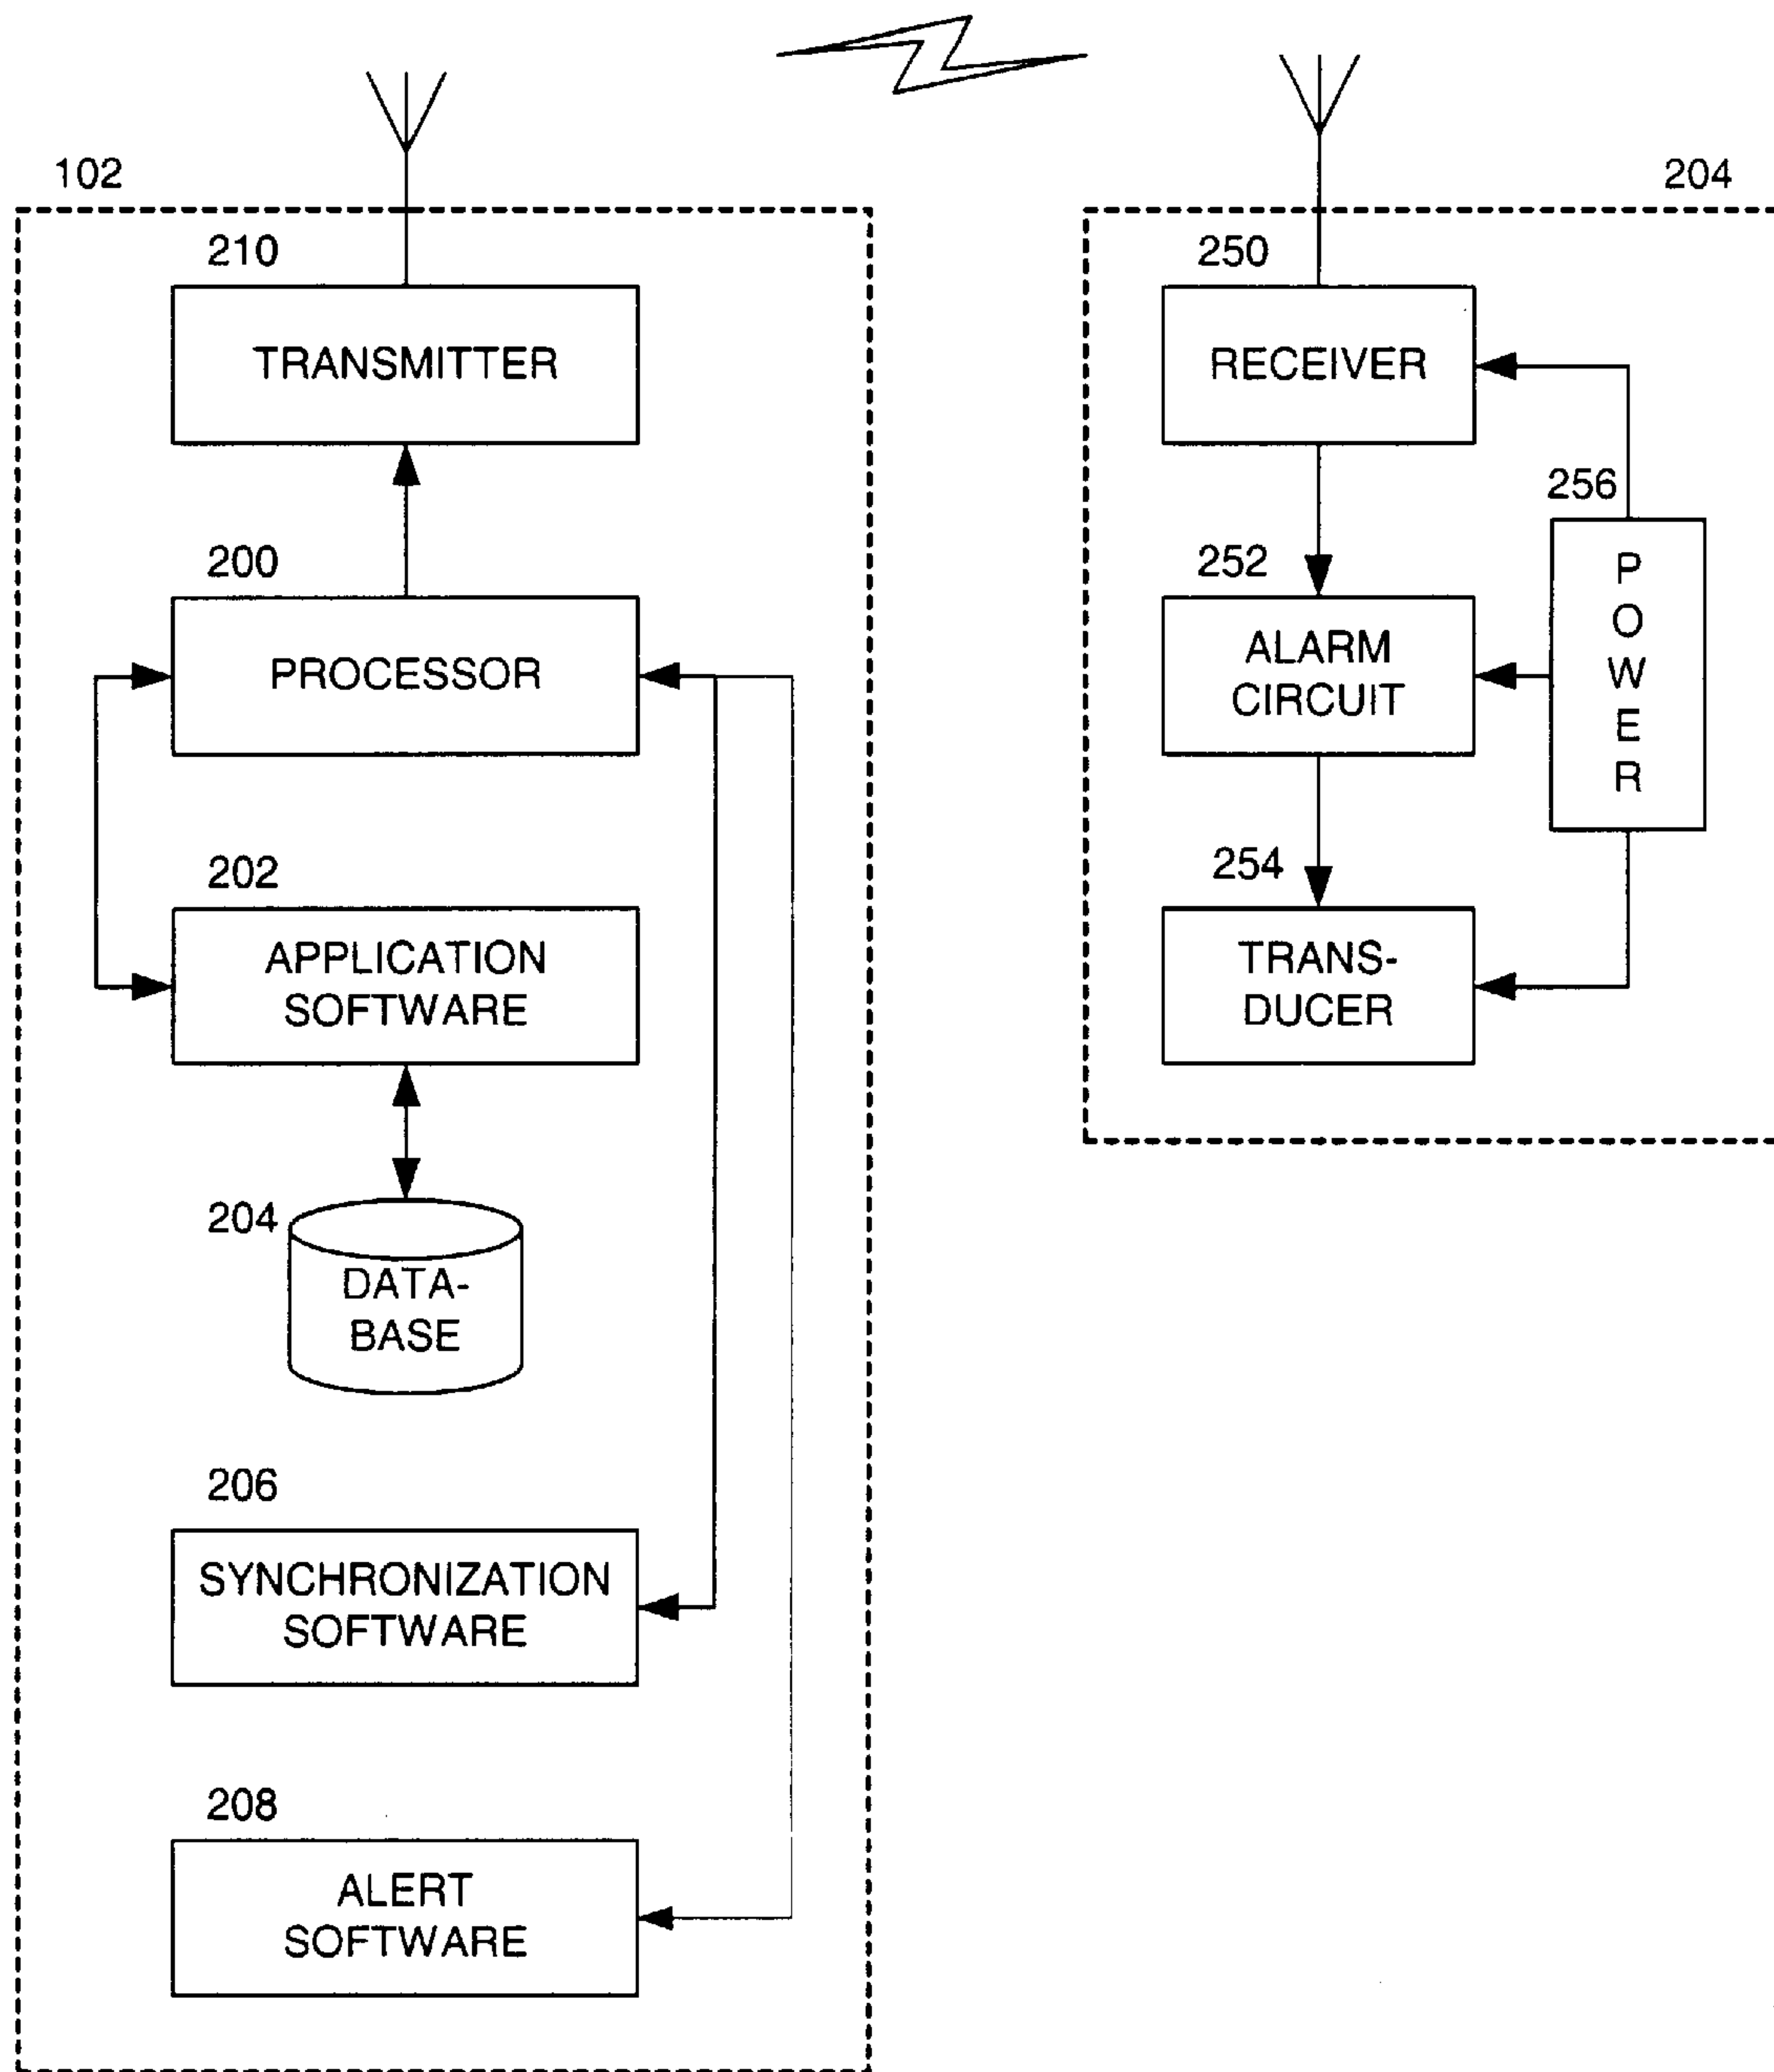 102
210
TRANSMITTER
200
PROCESSOR
202
APPLICATION
SOFTWARE
204
DATA-
BASE
206
SYNCHRONIZATION
SOFTWARE
208
ALERT
SOFTWARE
204
250
RECEIVER
256
P
O
W
E
R
252
ALARM
CIRCUIT
254
TRANS-
DUCER